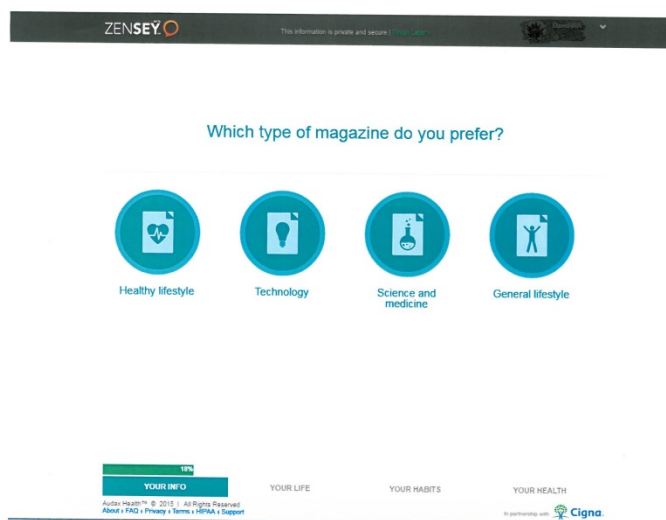 ZENSEY
This information is private and secure |
Which type of magazine do you prefer?
Healthy lifestyle
Technology
Science and
medicine
General lifestyle
18%
YOUR INFO
YOUR LIFE
YOUR HABITS
YOUR HEALTH
Audax Health™ © 2015 | All Rights Reserved
About • FAQ • Privacy • Terms • HIPAA • Support
In partnership with Cigna.